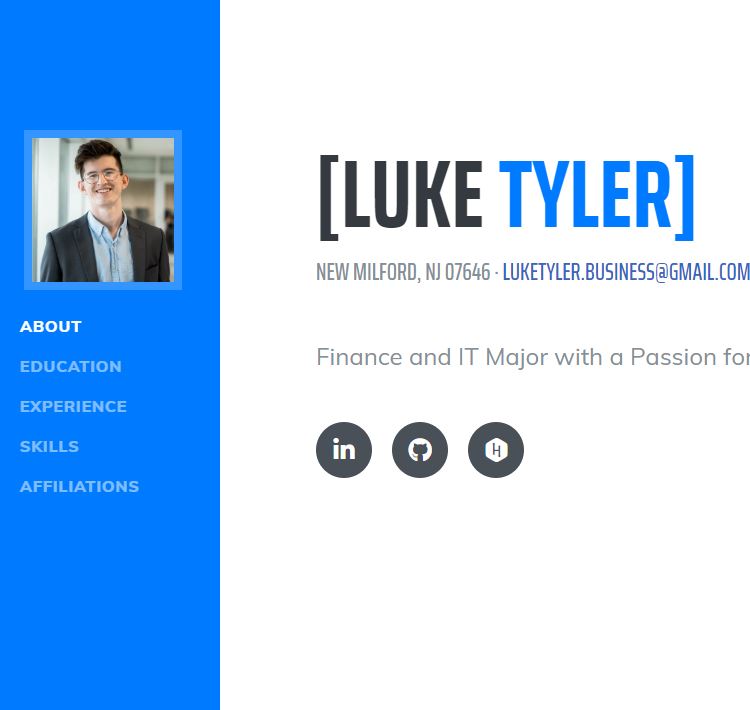 ABOUT
EDUCATION
EXPERIENCE
SKILLS
AFFILIATIONS
[LUKE TYLER]
NEW MILFORD, NJ 07646 · LUKETYLER.BUSINESS@GMAIL.COM
Finance and IT Major with a Passion for
in
H